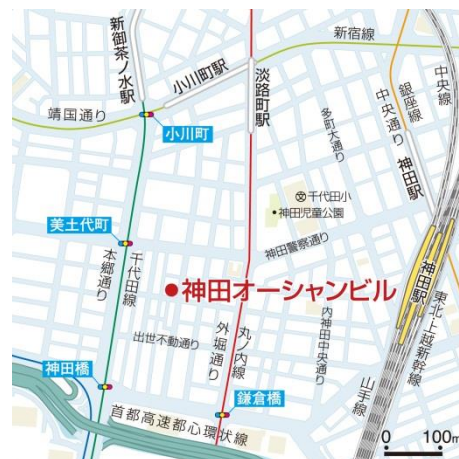 新御茶ノ水駅
小川町駅
淡路町駅
新宿線
靖国通り
小川町
多町大通り
中央通り
銀座線
神田駅
中央線
千代田小
神田児童公園
神田警察通り
美土代町
本郷通り
千代田線
神田オーシャンビル
神田駅
東北上越新幹線
出世不動通り
外堀通り
丸ノ内線
内神田中央通り
山手線
神田橋
鎌倉橋
首都高速都心環状線
0 100m